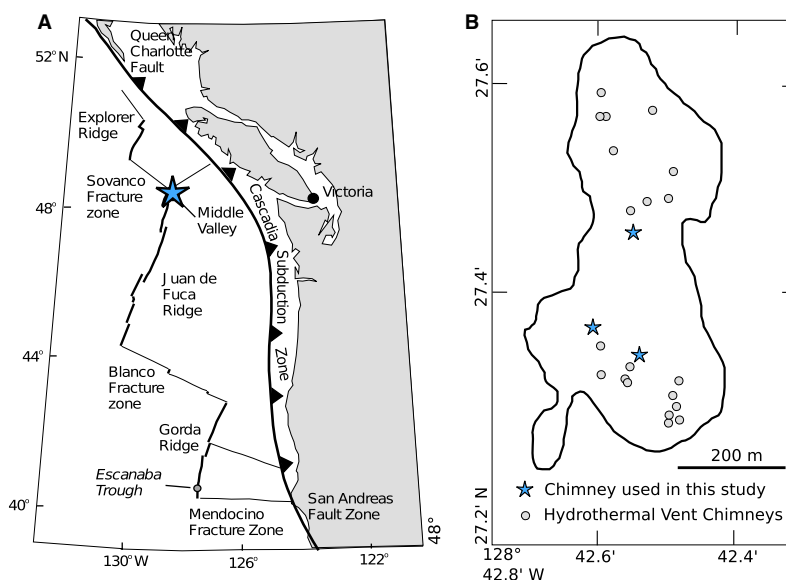 A
Queen
Charlotte
Fault
52°N
Explorer
Ridge
Sovanco
Fracture
zone
48°
Middle
Valley
Victoria
Cascadia
Subduction
Zone
Juan de
Fuca
Ridge
44°
Blanco
Fracture
zone
Gorda
Ridge
Escanaba
Trough
40°
Mendocino
Fracture Zone
San Andreas
Fault Zone
130°W
126°
122°
B
27.6'
27.4'
27.2' N
48°
200 m
Chimney used in this study
Hydrothermal Vent Chimneys
128°
42.8' W
42.6'
42.4'